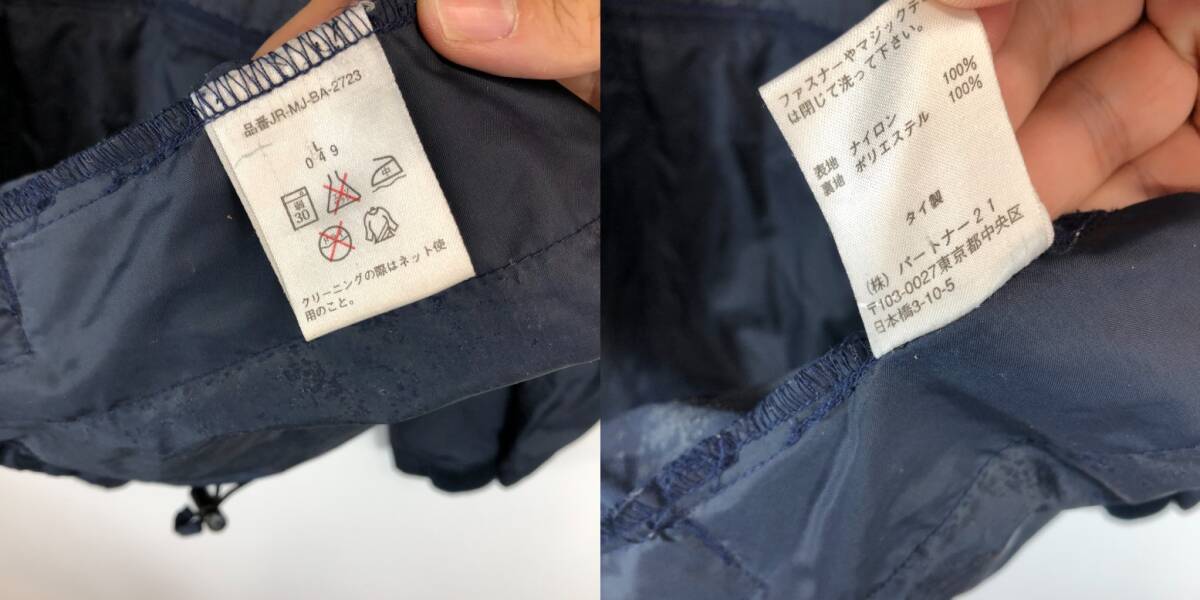 品番JR-MJ-BA-2723
L
049
弱
30
中
クリーニングの際はネット使
用のこと。
ファスナーやマジックテ
は閉じて洗って下さい。
表地 ナイロン 100%
裏地 ポリエステル 100%
タイ製
(株) パートナー21
〒103-0027東京都中央区
日本橋3-10-5